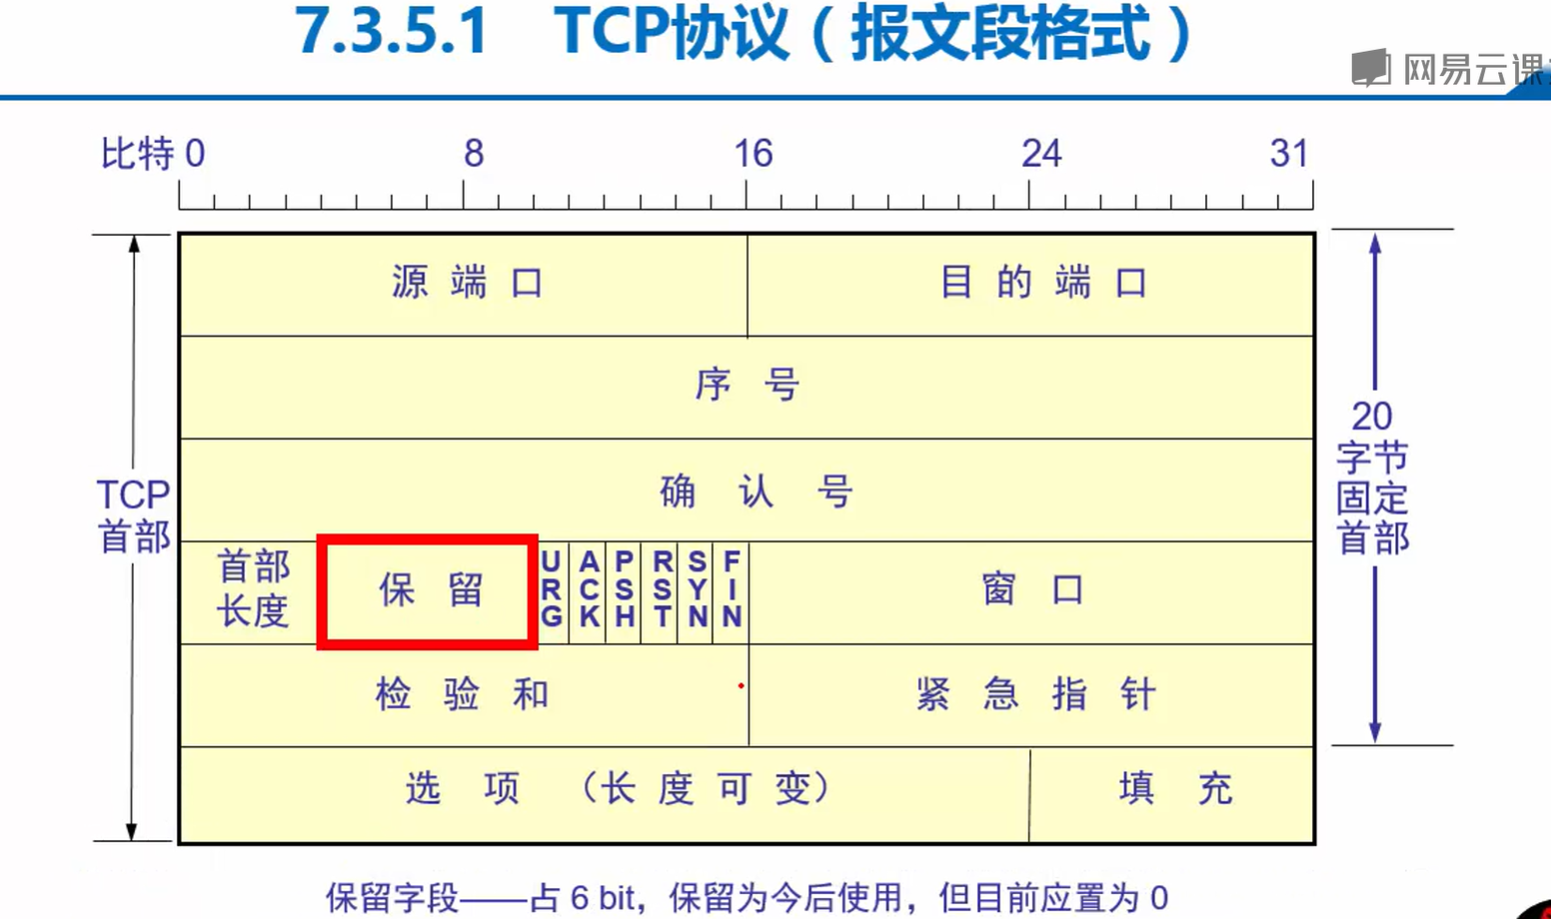 7.3.5.1 TCP协议（报文段格式）
网易云课
比特 0 8 16 24 31
源端口 目的端口
序号
确认号
TCP
首部
20
字节
固定
首部
首部
长度
保留
URG ACK PSH RST SYN FIN
窗口
检验和 紧急指针
选项（长度可变） 填充
保留字段——占 6 bit，保留为今后使用，但目前应置为 0